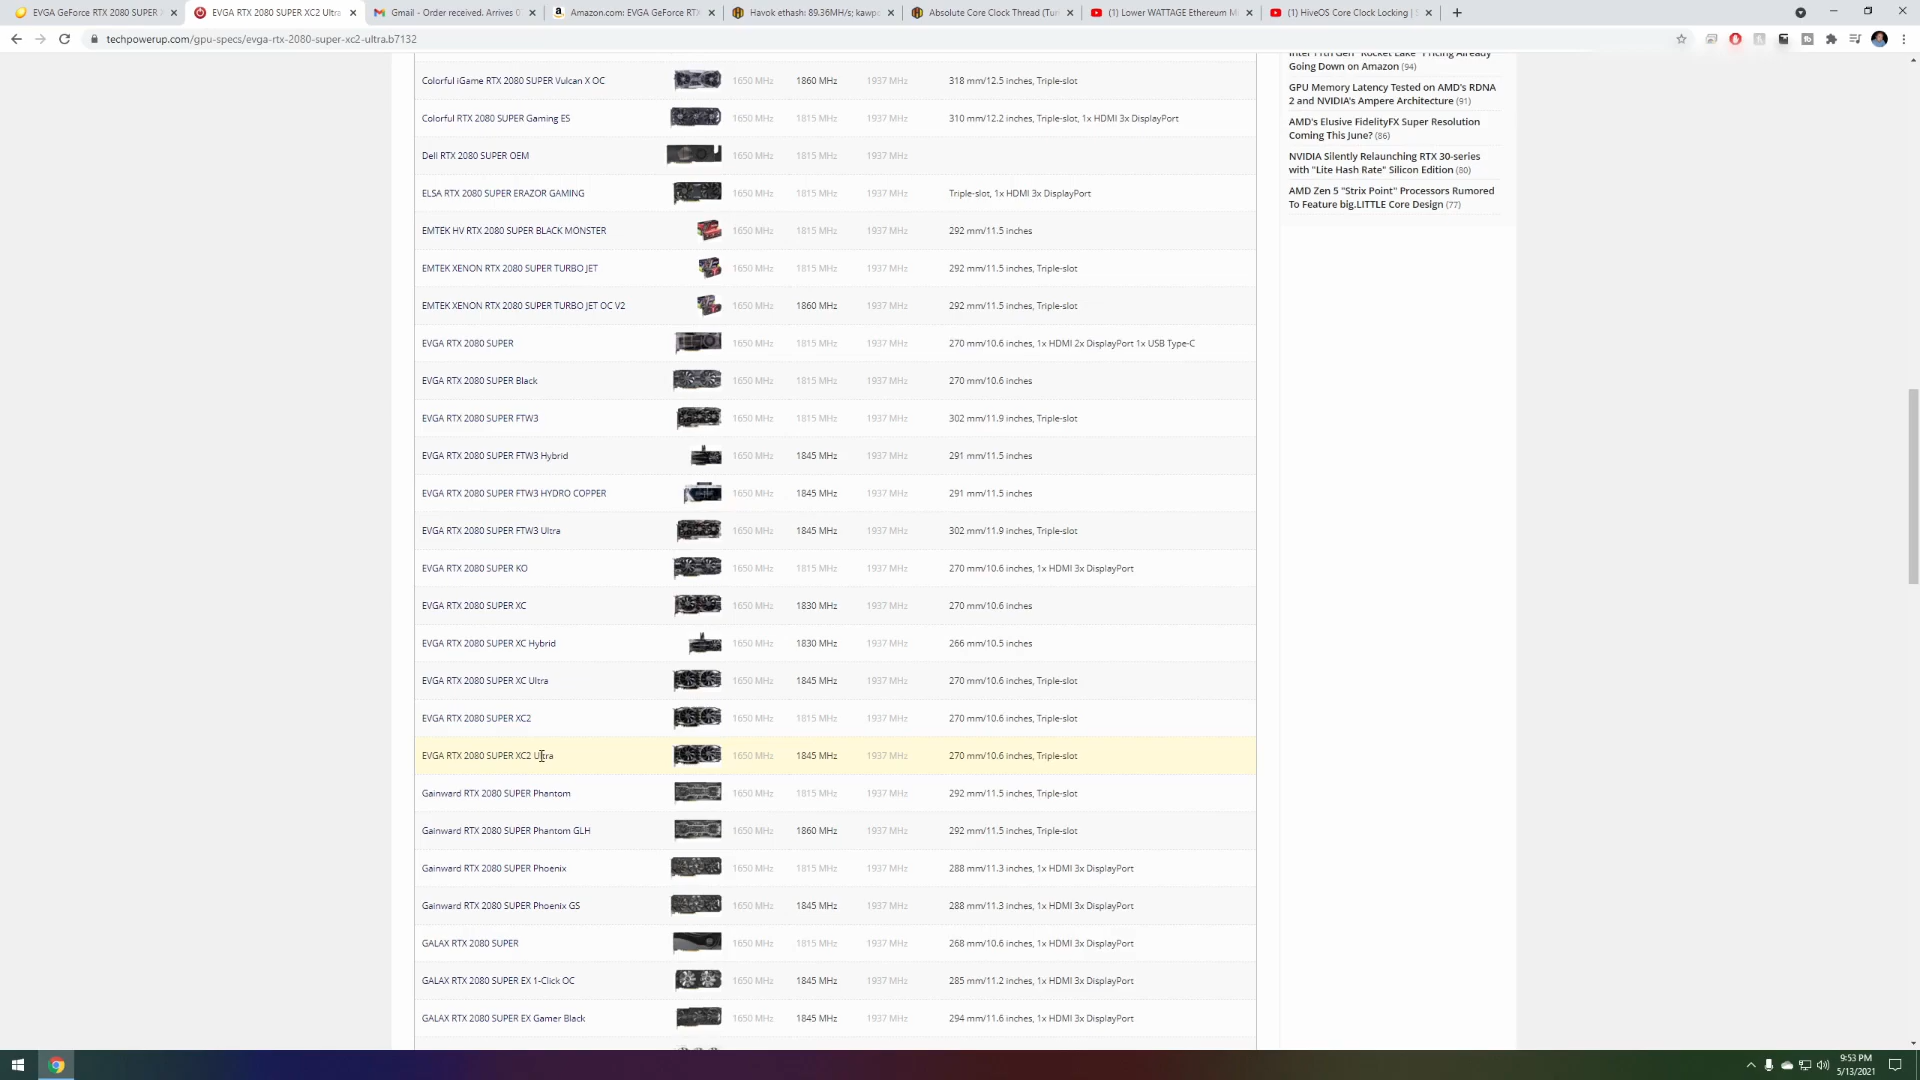 EVGA GeForce RTX 2080 SUPER
EVGA RTX 2080 SUPER XC2 Ultra
Gmail - Order received. Arrives
Amazon.com: EVGA GeForce RTX
Havok ethash: 89.36MH/s; kawp
Absolute Core Clock Thread (Tur
(1) Lower WATTAGE Ethereum M
(1) HiveOS Core Clock Locking |
techpowerup.com/gpu-specs/evga-rtx-2080-super-xc2-ultra.b7132
Colorful iGame RTX 2080 SUPER Vulcan X OC 1650 MHz 1860 MHz 1937 MHz 318 mm/12.5 inches, Triple-slot
Colorful RTX 2080 SUPER Gaming ES 1650 MHz 1815 MHz 1937 MHz 310 mm/12.2 inches, Triple-slot, 1x HDMI 3x DisplayPort
Dell RTX 2080 SUPER OEM 1650 MHz 1815 MHz 1937 MHz
ELSA RTX 2080 SUPER ERAZOR GAMING 1650 MHz 1815 MHz 1937 MHz Triple-slot, 1x HDMI 3x DisplayPort
EMTEK HV RTX 2080 SUPER BLACK MONSTER 1650 MHz 1815 MHz 1937 MHz 292 mm/11.5 inches
EMTEK XENON RTX 2080 SUPER TURBO JET 1650 MHz 1815 MHz 1937 MHz 292 mm/11.5 inches, Triple-slot
EMTEK XENON RTX 2080 SUPER TURBO JET OC V2 1650 MHz 1860 MHz 1937 MHz 292 mm/11.5 inches, Triple-slot
EVGA RTX 2080 SUPER 1650 MHz 1815 MHz 1937 MHz 270 mm/10.6 inches, 1x HDMI 2x DisplayPort 1x USB Type-C
EVGA RTX 2080 SUPER Black 1650 MHz 1815 MHz 1937 MHz 270 mm/10.6 inches
EVGA RTX 2080 SUPER FTW3 1650 MHz 1815 MHz 1937 MHz 302 mm/11.9 inches, Triple-slot
EVGA RTX 2080 SUPER FTW3 Hybrid 1650 MHz 1845 MHz 1937 MHz 291 mm/11.5 inches
EVGA RTX 2080 SUPER FTW3 HYDRO COPPER 1650 MHz 1845 MHz 1937 MHz 291 mm/11.5 inches
EVGA RTX 2080 SUPER FTW3 Ultra 1650 MHz 1845 MHz 1937 MHz 302 mm/11.9 inches, Triple-slot
EVGA RTX 2080 SUPER KO 1650 MHz 1815 MHz 1937 MHz 270 mm/10.6 inches, 1x HDMI 3x DisplayPort
EVGA RTX 2080 SUPER XC 1650 MHz 1830 MHz 1937 MHz 270 mm/10.6 inches
EVGA RTX 2080 SUPER XC Hybrid 1650 MHz 1830 MHz 1937 MHz 266 mm/10.5 inches
EVGA RTX 2080 SUPER XC Ultra 1650 MHz 1845 MHz 1937 MHz 270 mm/10.6 inches, Triple-slot
EVGA RTX 2080 SUPER XC2 1650 MHz 1815 MHz 1937 MHz 270 mm/10.6 inches, Triple-slot
EVGA RTX 2080 SUPER XC2 Ultra 1650 MHz 1845 MHz 1937 MHz 270 mm/10.6 inches, Triple-slot
Gainward RTX 2080 SUPER Phantom 1650 MHz 1815 MHz 1937 MHz 292 mm/11.5 inches, Triple-slot
Gainward RTX 2080 SUPER Phantom GLH 1650 MHz 1860 MHz 1937 MHz 292 mm/11.5 inches, Triple-slot
Gainward RTX 2080 SUPER Phoenix 1650 MHz 1815 MHz 1937 MHz 288 mm/11.3 inches, 1x HDMI 3x DisplayPort
Gainward RTX 2080 SUPER Phoenix GS 1650 MHz 1845 MHz 1937 MHz 288 mm/11.3 inches, 1x HDMI 3x DisplayPort
GALAX RTX 2080 SUPER 1650 MHz 1815 MHz 1937 MHz 268 mm/10.6 inches, 1x HDMI 3x DisplayPort
GALAX RTX 2080 SUPER EX 1-Click OC 1650 MHz 1845 MHz 1937 MHz 285 mm/11.2 inches, 1x HDMI 3x DisplayPort
GALAX RTX 2080 SUPER EX Gamer Black 1650 MHz 1845 MHz 1937 MHz 294 mm/11.6 inches, 1x HDMI 3x DisplayPort
Intel 11th Gen "Rocket Lake" Pricing Already
Going Down on Amazon (94)
GPU Memory Latency Tested on AMD's RDNA
2 and NVIDIA's Ampere Architecture (91)
AMD's Elusive FidelityFX Super Resolution
Coming This June? (86)
NVIDIA Silently Relaunching RTX 30-series
with "Lite Hash Rate" Silicon Edition (80)
AMD Zen 5 "Strix Point" Processors Rumored
To Feature big.LITTLE Core Design (77)
9:53 PM
5/13/2021